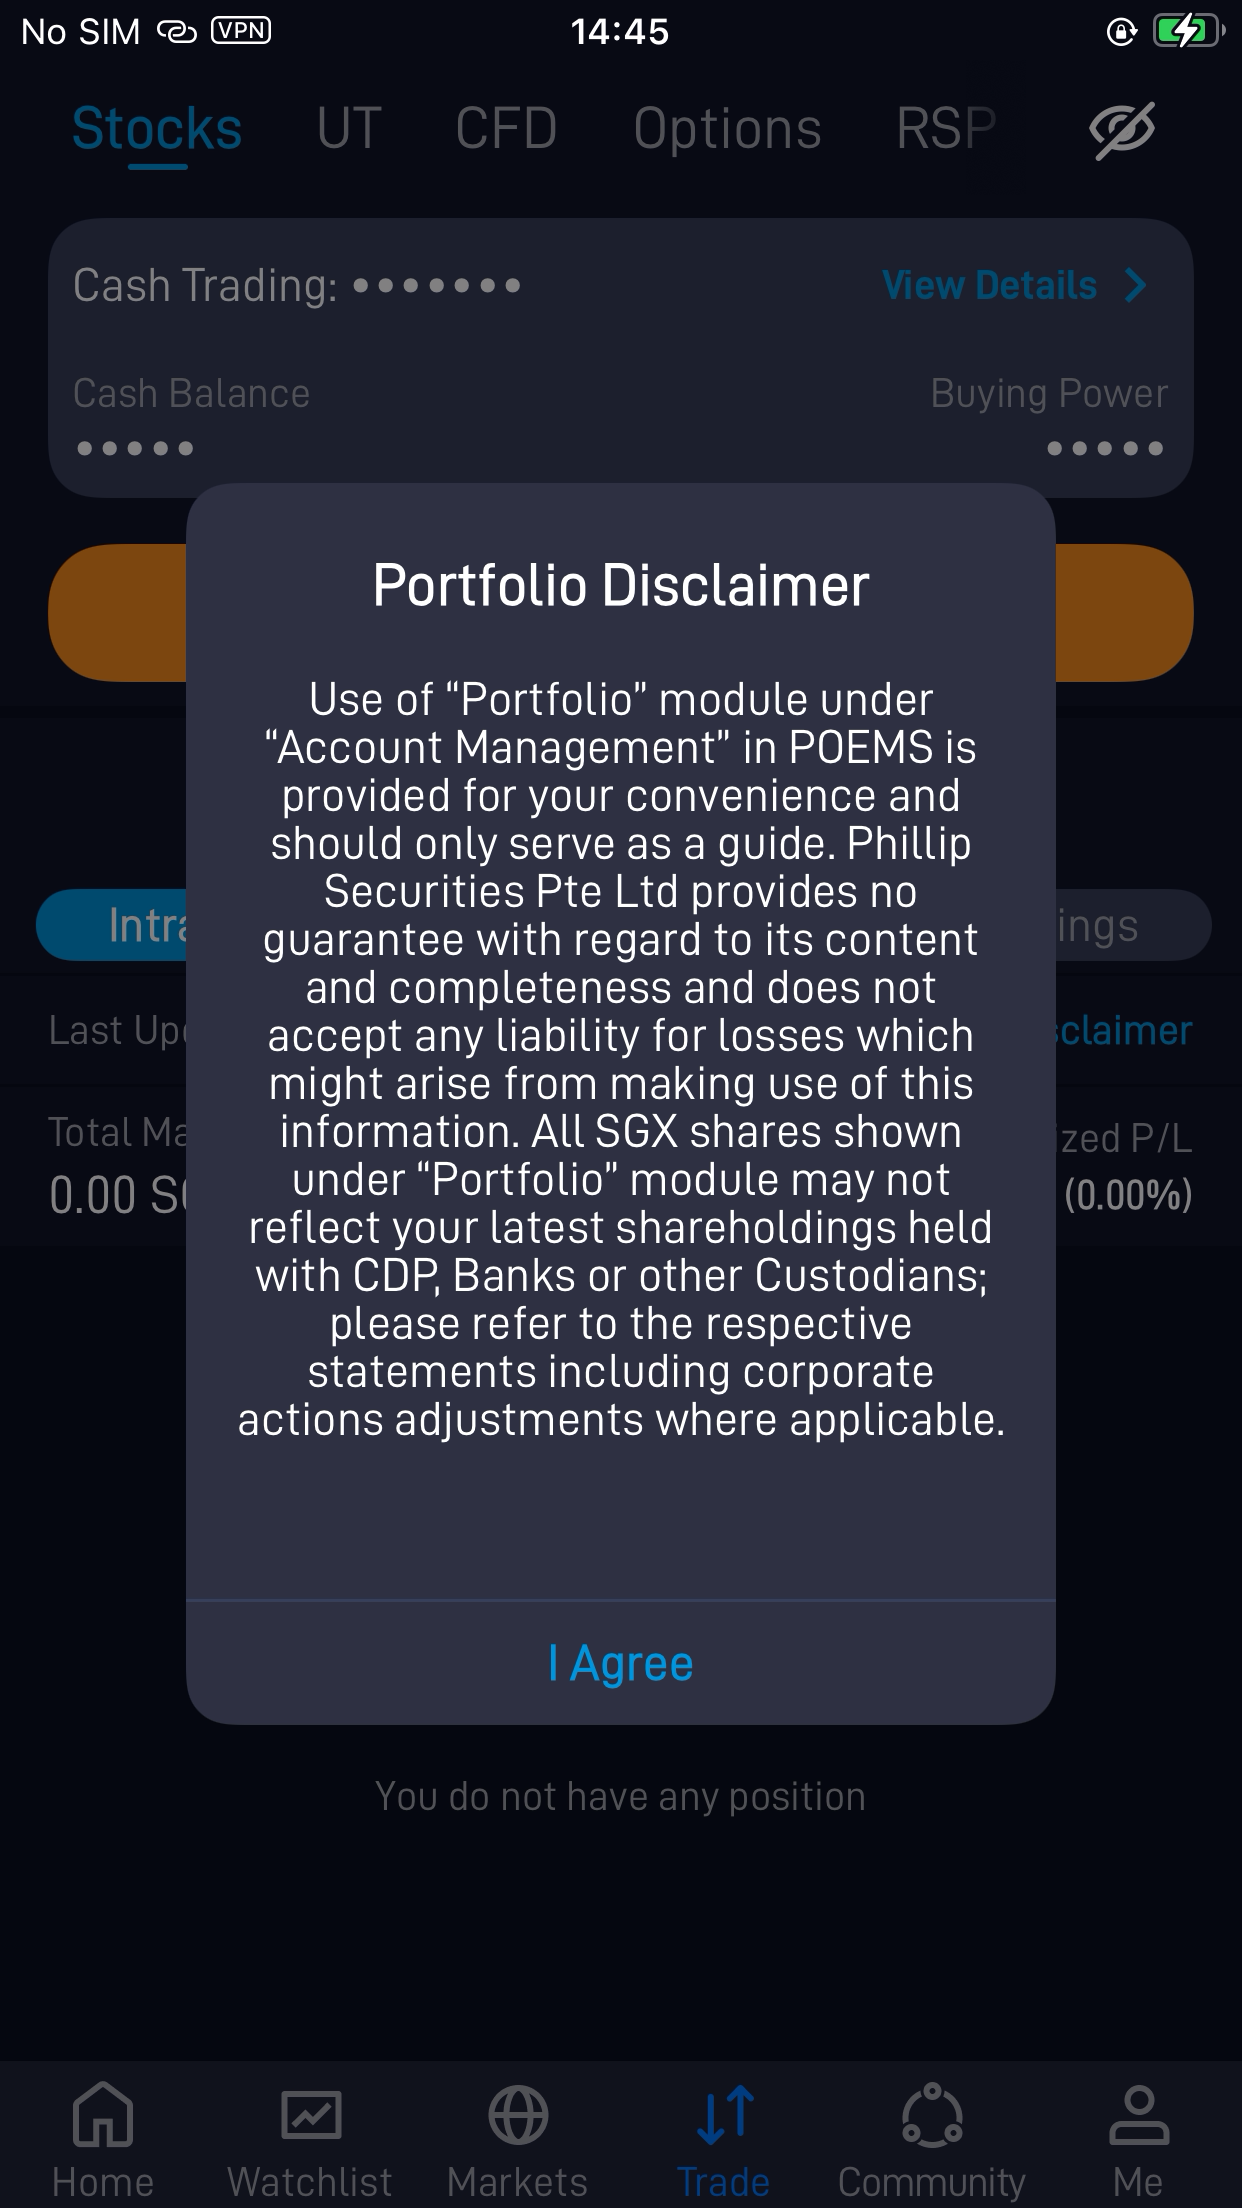 No SIM VPN 14:45
Stocks UT CFD Options RSP
Cash Trading: •••••••
View Details
Cash Balance
Buying Power
•••••
•••••
Portfolio Disclaimer
Use of “Portfolio” module under
“Account Management” in POEMS is
provided for your convenience and
should only serve as a guide. Phillip
Securities Pte Ltd provides no
guarantee with regard to its content
and completeness and does not
accept any liability for losses which
might arise from making use of this
information. All SGX shares shown
under “Portfolio” module may not
reflect your latest shareholdings held
with CDP, Banks or other Custodians;
please refer to the respective
statements including corporate
actions adjustments where applicable.
I Agree
Intra
ings
Last Up
sclaimer
Total Ma
ized P/L
0.00 S
(0.00%)
You do not have any position
Home Watchlist Markets Trade Community Me